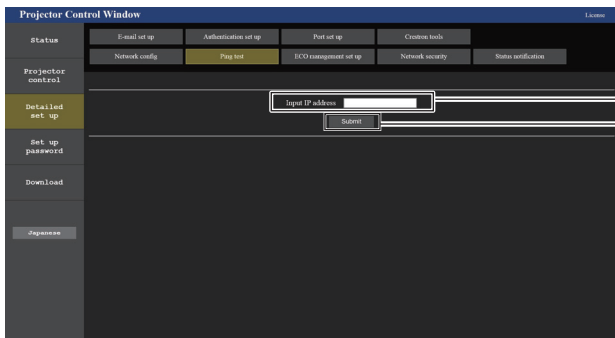 Projector Control Window
License
Status
Projector
control
Detailed
set up
Set up
password
Download
Japanese
E-mail set up
Authentication set up
Port set up
Crestron tools
Network config
Ping test
ECO management set up
Network security
Status notification
Input IP address
Submit